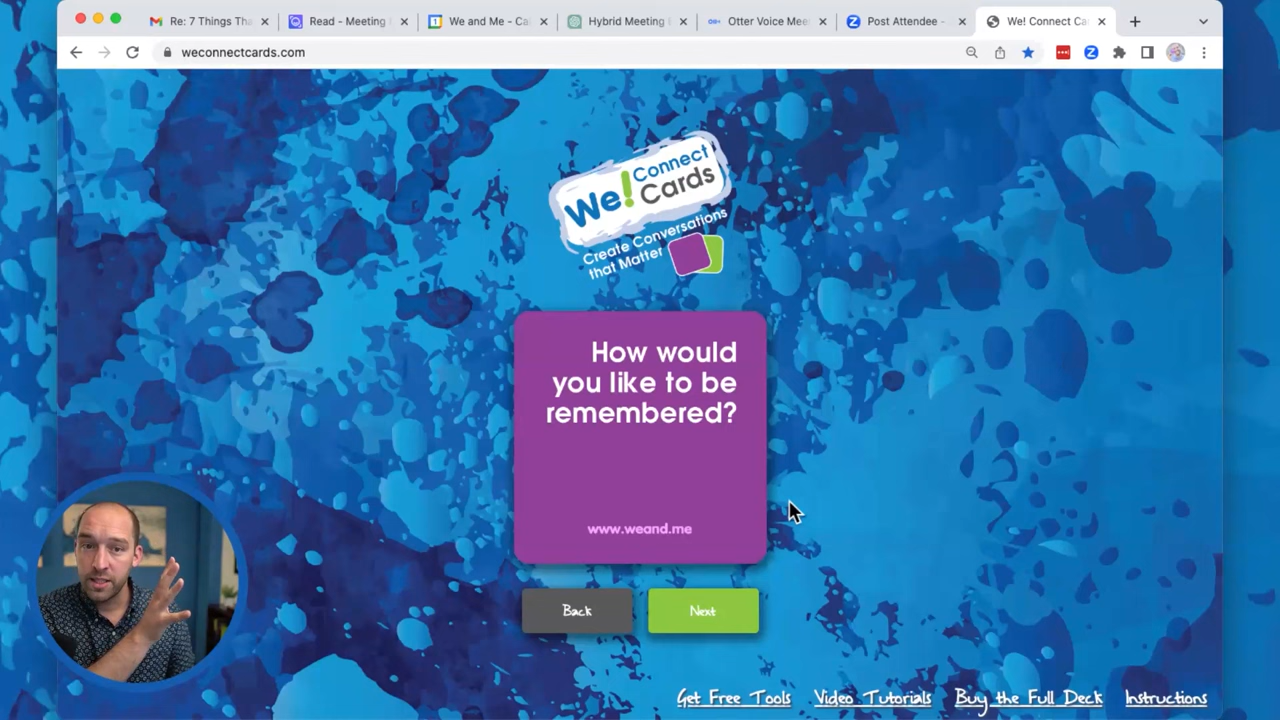 Re: 7 Things Tha
Read - Meeting
We and Me - Ca
Hybrid Meeting
Otter Voice Mee
Post Attendee -
We! Connect Ca
weconnectcards.com
We! Connect
Cards
Create Conversations
that Matter
How would
you like to be
remembered?
www.weand.me
Back
Next
Get Free Tools
Video Tutorials
Buy the Full Deck
Instructions